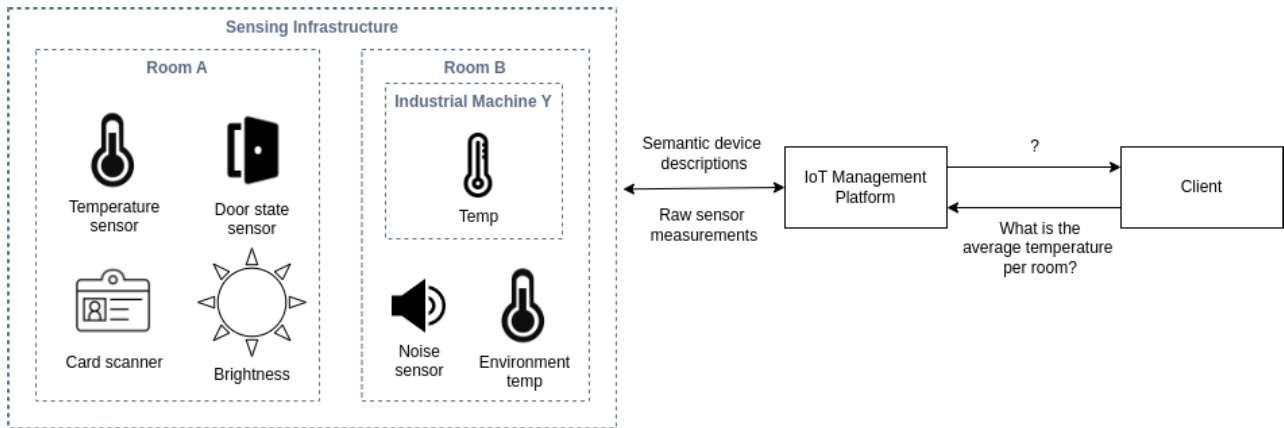 Sensing Infrastructure
Room A
Room B
Industrial Machine Y
Temperature
sensor
Door state
sensor
Temp
Card scanner
Brightness
Noise
sensor
Environment
temp
Semantic device
descriptions
Raw sensor
measurements
IoT Management
Platform
?
What is the
average temperature
per room?
Client